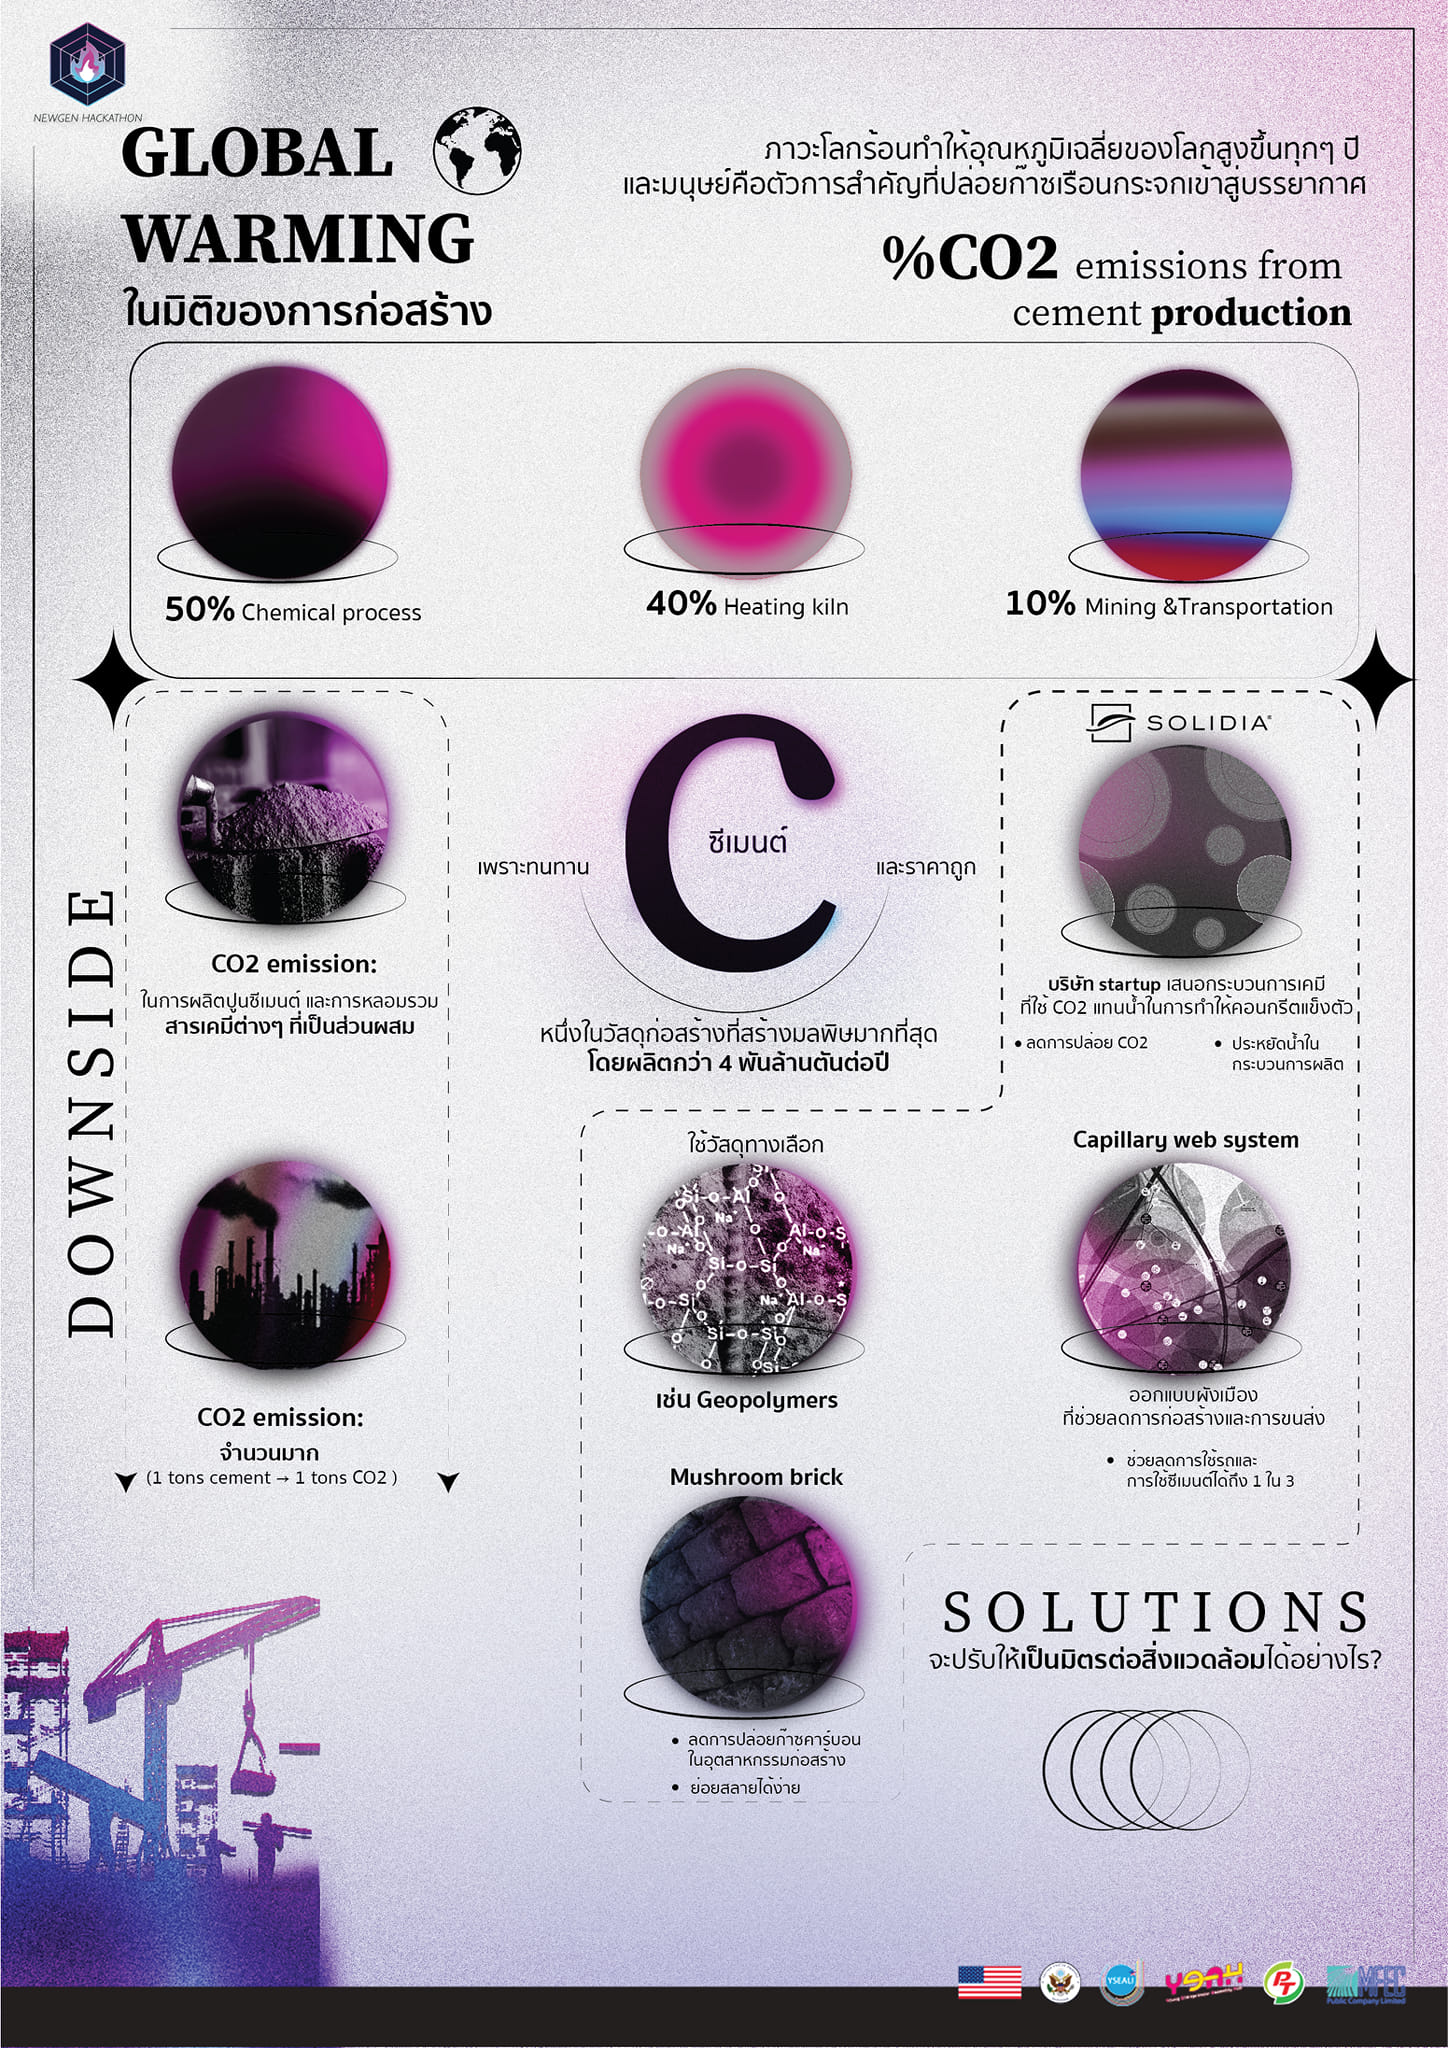 NEWGEN HACKATHON
GLOBAL
WARMING
ในมิติของการก่อสร้าง
ภาวะโลกร้อนทำให้อุณหภูมิเฉลี่ยของโลกสูงขึ้นทุกๆ ปี
และมนุษย์คือตัวการสำคัญที่ปล่อยก๊าซเรือนกระจกเข้าสู่บรรยากาศ
%CO2 emissions from
cement production
50% Chemical process
40% Heating kiln
10% Mining &Transportation
DOWNSIDE
CO2 emission:
ในการผลิตปูนซีเมนต์ และการหลอมรวม
สารเคมีต่างๆ ที่เป็นส่วนผสม
CO2 emission:
จำนวนมาก
(1 tons cement → 1 tons CO2 )
C
ซีเมนต์
เพราะทนทาน
และราคาถูก
หนึ่งในวัสดุก่อสร้างที่สร้างมลพิษมากที่สุด
โดยผลิตกว่า 4 พันล้านตันต่อปี
SOLIDIA
บริษัท startup เสนอกระบวนการเคมี
ที่ใช้ CO2 แทนน้ำในการทำให้คอนกรีตแข็งตัว
• ลดการปล่อย CO2
• ประหยัดน้ำใน
กระบวนการผลิต
ใช้วัสดุทางเลือก
Si-o-Al
o
Na+
-o-Al
Al-o-S
Na+
Na+
Si-o-Si
-o-Si
Na+ Al-o-S
Si-o-Si
oSi-
เช่น Geopolymers
Capillary web system
ออกแบบผังเมือง
ที่ช่วยลดการก่อสร้างและการขนส่ง
• ช่วยลดการใช้รถและ
การใช้ซีเมนต์ได้ถึง 1 ใน 3
Mushroom brick
• ลดการปล่อยก๊าซคาร์บอน
ในอุตสาหกรรมก่อสร้าง
• ย่อยสลายได้ง่าย
SOLUTIONS
จะปรับให้เป็นมิตรต่อสิ่งแวดล้อมได้อย่างไร?
YSEALI
PT
MFEC
Public Company Limited